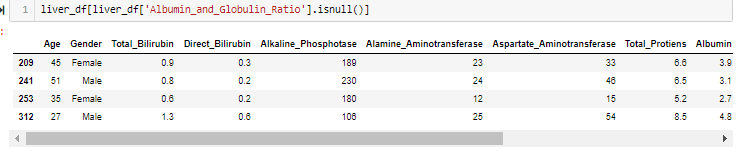 1 liver_df[liver_df['Albumin_and_Globulin_Ratio'].isnull()]
Age Gender Total_Bilirubin Direct_Bilirubin Alkaline_Phosphotase Alamine_Aminotransferase Aspartate_Aminotransferase Total_Protiens Albumin
209 45 Female 0.9 0.3 189 23 33 6.6 3.9
241 51 Male 0.8 0.2 230 24 46 6.5 3.1
253 35 Female 0.6 0.2 180 12 15 5.2 2.7
312 27 Male 1.3 0.6 106 25 54 8.5 4.8